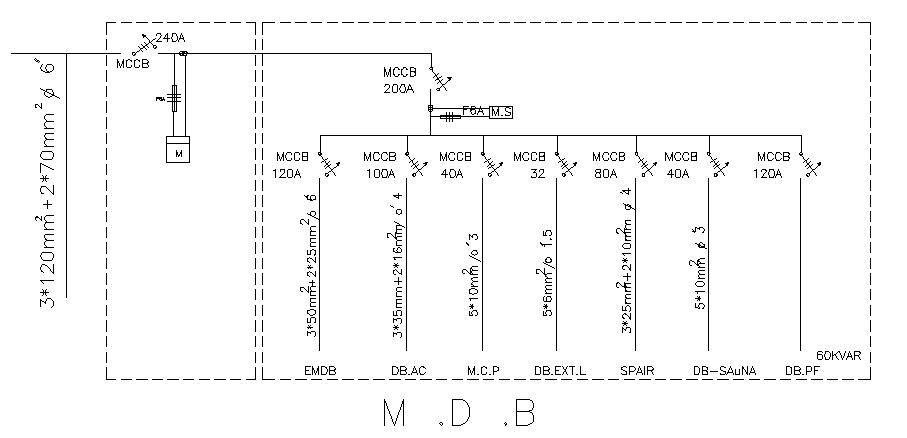 240A
MCCB
F6A
M
3*120mm²+2*70mm² ø 6"
MCCB
200A
F6A
M.S
MCCB
120A
MCCB
100A
MCCB
40A
MCCB
32
MCCB
80A
MCCB
40A
MCCB
120A
3*50mm²+2*25mm²/ø 6
3*35mm²+2*16mm²/ o' 4
5*10mm²/o' 3
5*6mm²/o 1.5
3*25mm²+2*10mm² ø 4
5*10mm² ø 3
60KVAR
EMDB
DB.AC
M.C.P
DB.EXT.L
SPAIR
DB-SAuNA
DB.PF
M .D .B